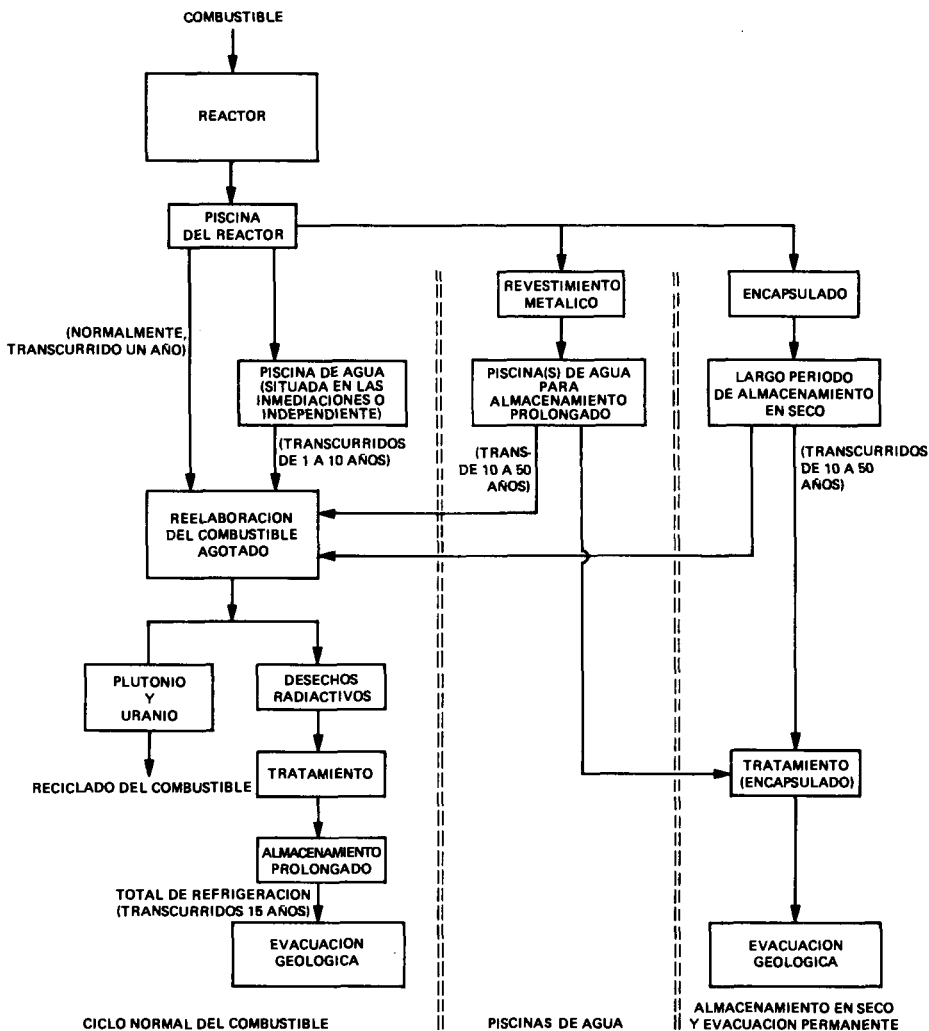 COMBUSTIBLE
REACTOR
PISCINA
DEL REACTOR
REVESTIMIENTO
METALICO
ENCAPSULADO
(NORMALMENTE,
TRANSCURRIDO UN AÑO)
PISCINA DE AGUA
(SITUADA EN LAS
INMEDIACIONES O
INDEPENDIENTE)
PISCINA(S) DE AGUA
PARA
ALMACENAMIENTO
PROLONGADO
LARGO PERIODO
DE ALMACENAMIENTO
EN SECO
(TRANSCURRIDOS
DE 1 A 10 AÑOS)
(TRANS-
DE 10 A 50
AÑOS)
(TRANSCURRIDOS
DE 10 A 50
AÑOS)
REELABORACION
DEL COMBUSTIBLE
AGOTADO
PLUTONIO
Y
URANIO
DESECHOS
RADIACTIVOS
RECICLADO DEL COMBUSTIBLE
TRATAMIENTO
TRATAMIENTO
(ENCAPSULADO)
ALMACENAMIENTO
PROLONGADO
TOTAL DE REFRIGERACION
(TRANSCURRIDOS 15 AÑOS)
EVACUACION
GEOLOGICA
EVACUACION
GEOLOGICA
CICLO NORMAL DEL COMBUSTIBLE
PISCINAS DE AGUA
ALMACENAMIENTO EN SECO
Y EVACUACION PERMANENTE